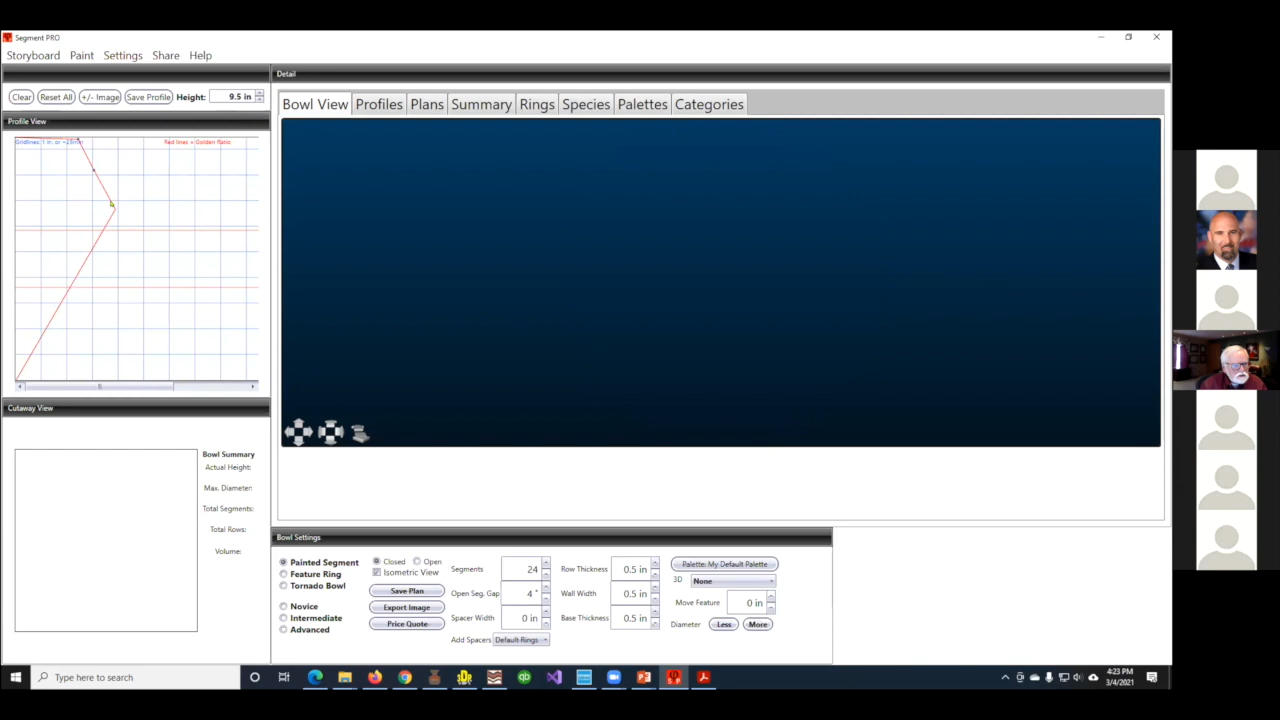 Segment PRO
Storyboard Paint Settings Share Help
Detail
Clear Reset All +/- Image Save Profile Height: 9.5 in
Bowl View Profiles Plans Summary Rings Species Palettes Categories
Profile View
Gridlines: 1 in. or ~25mm Red lines = Golden Ratio
Cutaway View
Bowl Summary
Actual Height:
Max. Diameter:
Total Segments:
Total Rows:
Volume:
Bowl Settings
Painted Segment
Feature Ring
Tornado Bowl
Novice
Intermediate
Advanced
Closed Open
Isometric View
Save Plan
Export Image
Price Quote
Segments 24
Open Seg. Gap 4 °
Spacer Width 0 in
Add Spacers Default Rings
Row Thickness 0.5 in
Wall Width 0.5 in
Base Thickness 0.5 in
Palette: My Default Palette
3D None
Move Feature 0 in
Diameter Less More
Type here to search
4:23 PM
3/4/2021